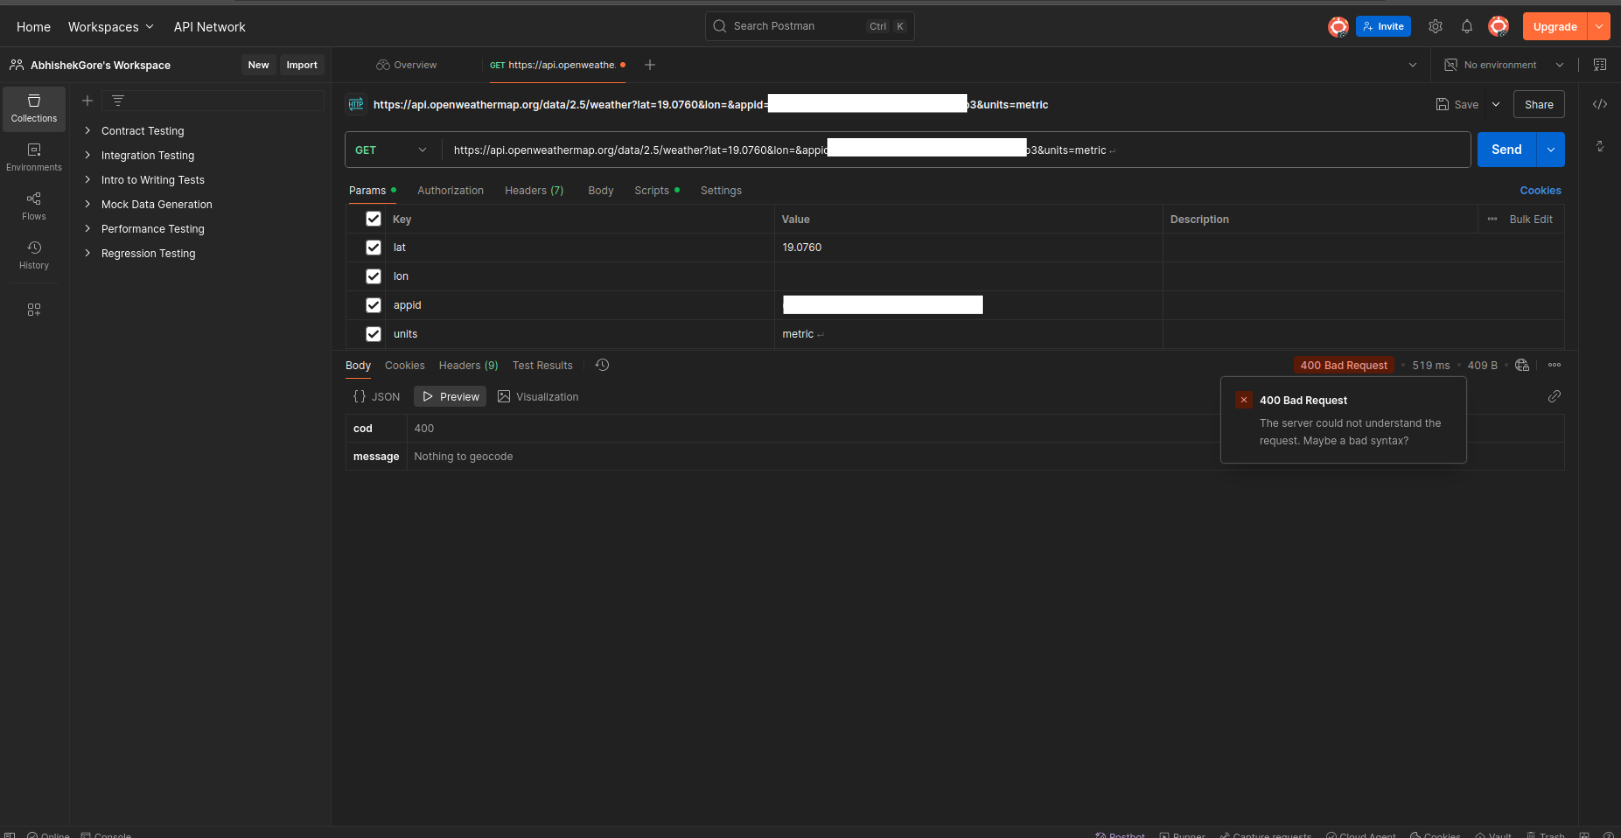 Home Workspaces API Network Search Postman Ctrl K Invite Upgrade
AbhishekGore's Workspace New Import Overview GET https://api.openweathe. No environment
Collections
Environments
Flows
History
Contract Testing
Integration Testing
Intro to Writing Tests
Mock Data Generation
Performance Testing
Regression Testing
HTTP https://api.openweathermap.org/data/2.5/weather?lat=19.0760&lon=&appid= 3&units=metric Save Share
GET https://api.openweathermap.org/data/2.5/weather?lat=19.0760&lon=&appid 3&units=metric Send
Params Authorization Headers (7) Body Scripts Settings Cookies
Key Value Description Bulk Edit
lat 19.0760
lon
appid
units metric
Body Cookies Headers (9) Test Results 400 Bad Request 519 ms 409 B
{} JSON Preview Visualization
cod 400
message Nothing to geocode
400 Bad Request
The server could not understand the
request. Maybe a bad syntax?
Online Console Postbot Runner Capture requests Cloud Agent Cookies Vault Trash